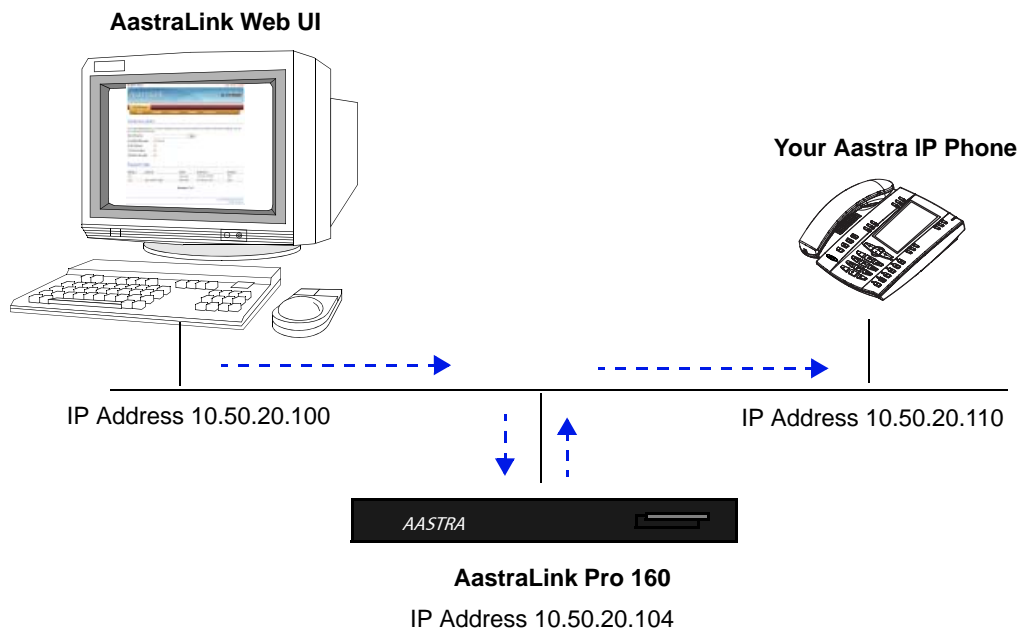 AastraLink Web UI
Your Aastra IP Phone
IP Address 10.50.20.100
IP Address 10.50.20.110
AASTRA
AastraLink Pro 160
IP Address 10.50.20.104